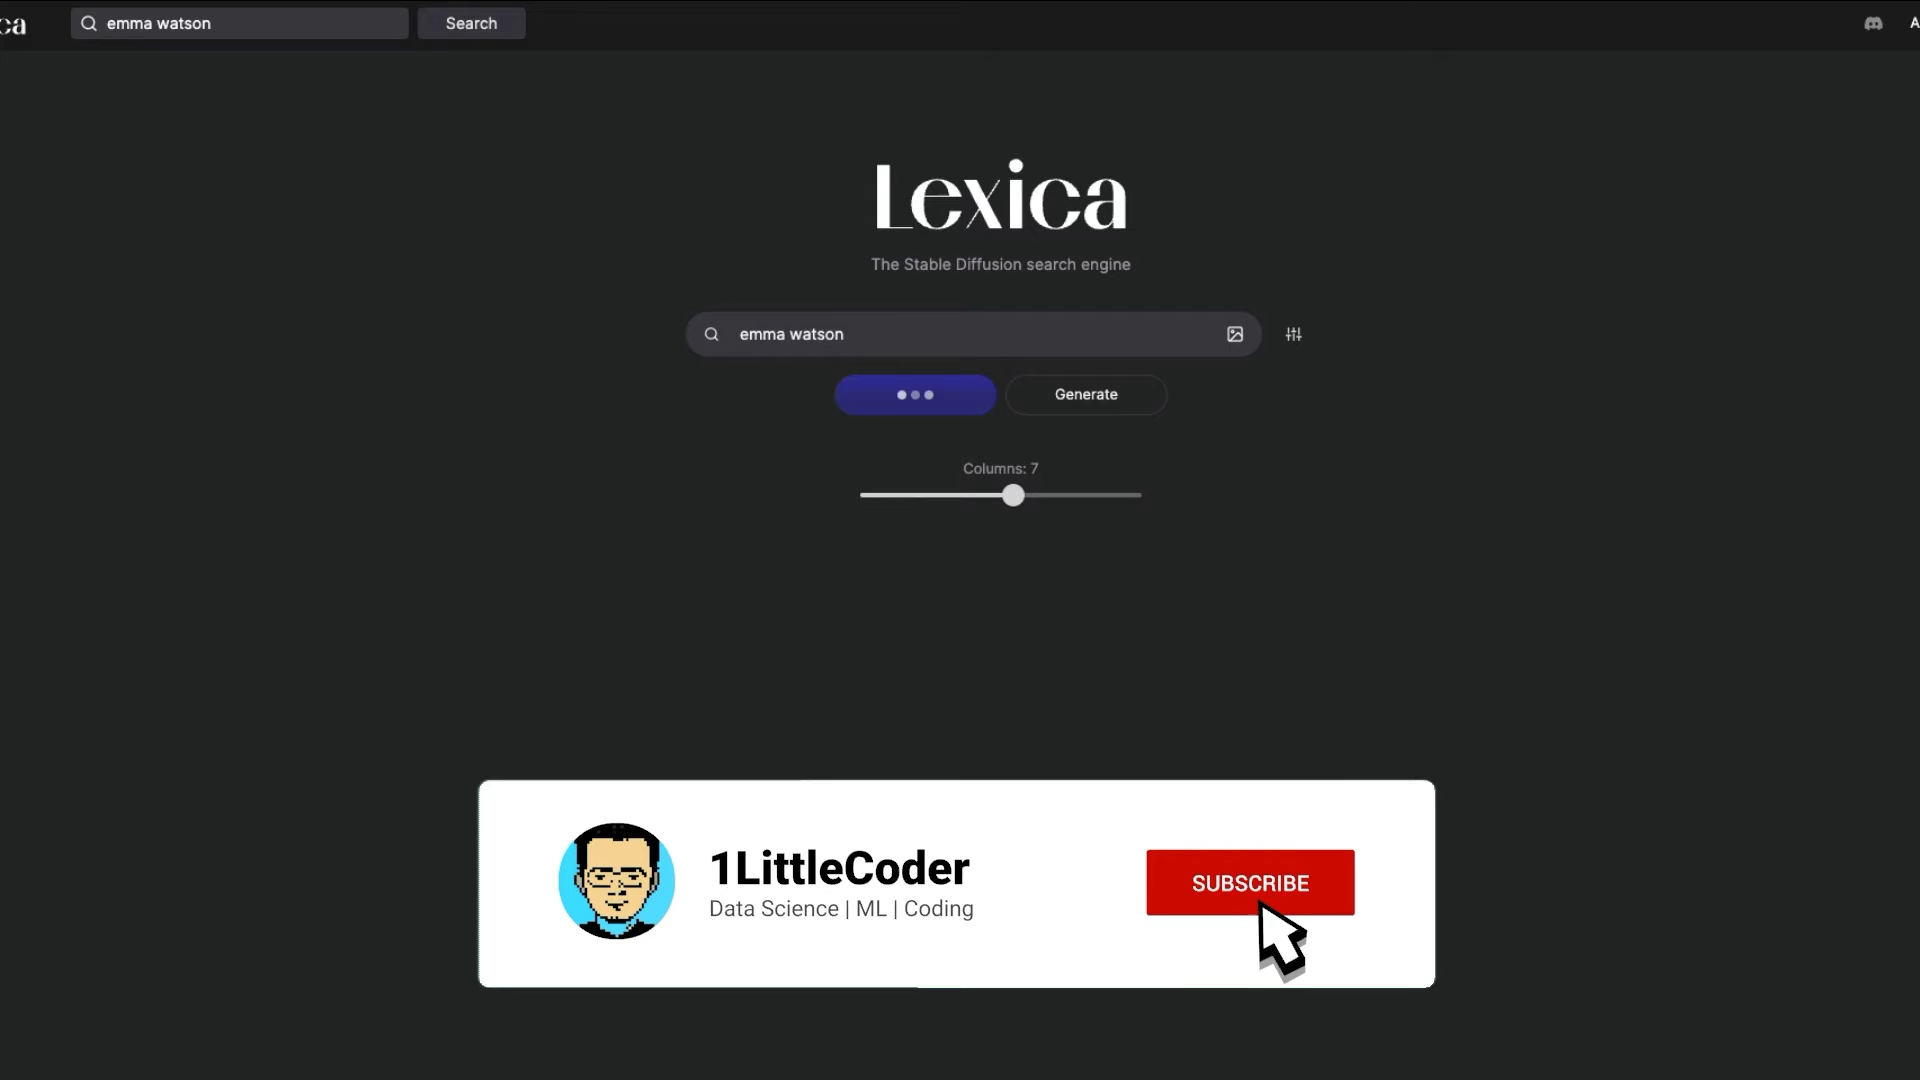 ca
emma watson
Search
A
Lexica
The Stable Diffusion search engine
emma watson
Generate
Columns: 7
1LittleCoder
Data Science | ML | Coding
SUBSCRIBE